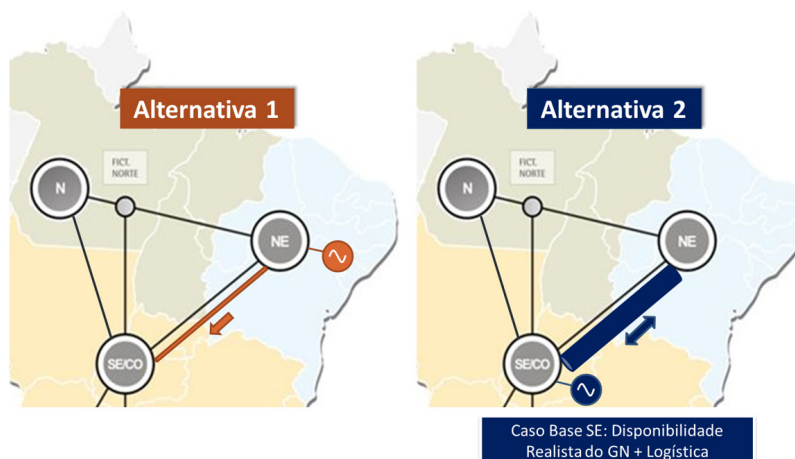 Alternativa 1
FICT.
NORTE
N
NE
SE/CO
Alternativa 2
FICT.
NORTE
N
NE
SE/CO
Caso Base SE: Disponibilidade
Realista do GN + Logística